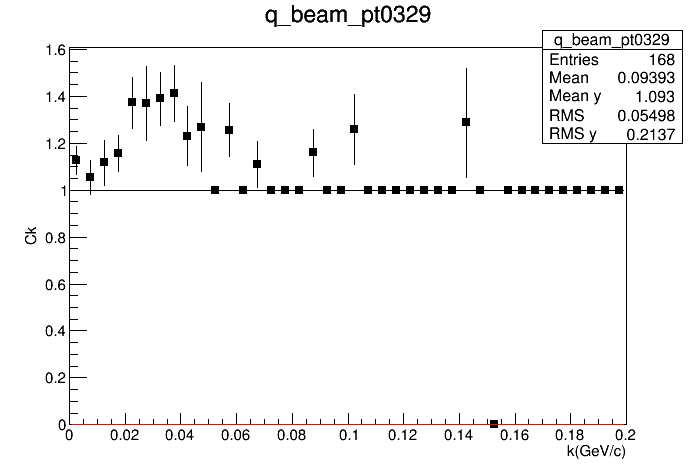 q_beam_pt0329
q_beam_pt0329
Entries 168
Mean 0.09393
Mean y 1.093
RMS 0.05498
RMS y 0.2137
1.6
1.4
1.2
1
0.8
0.6
0.4
0.2
0
Ck
0 0.02 0.04 0.06 0.08 0.1 0.12 0.14 0.16 0.18 0.2
k(GeV/c)